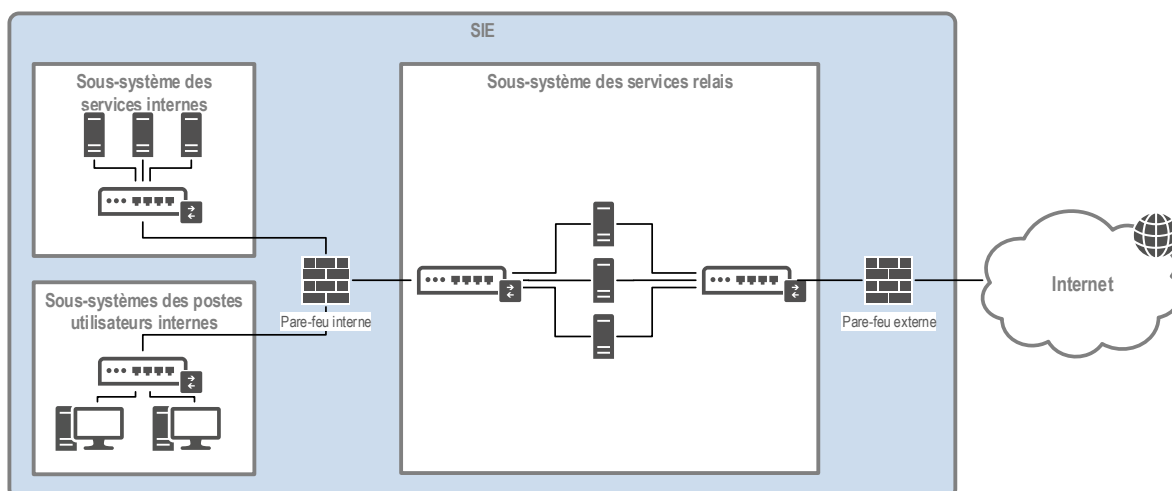 SIE
Sous-système des
services internes
Sous-système des services relais
Sous-systèmes des postes
utilisateurs internes
Pare-feu interne
Pare-feu externe
Internet